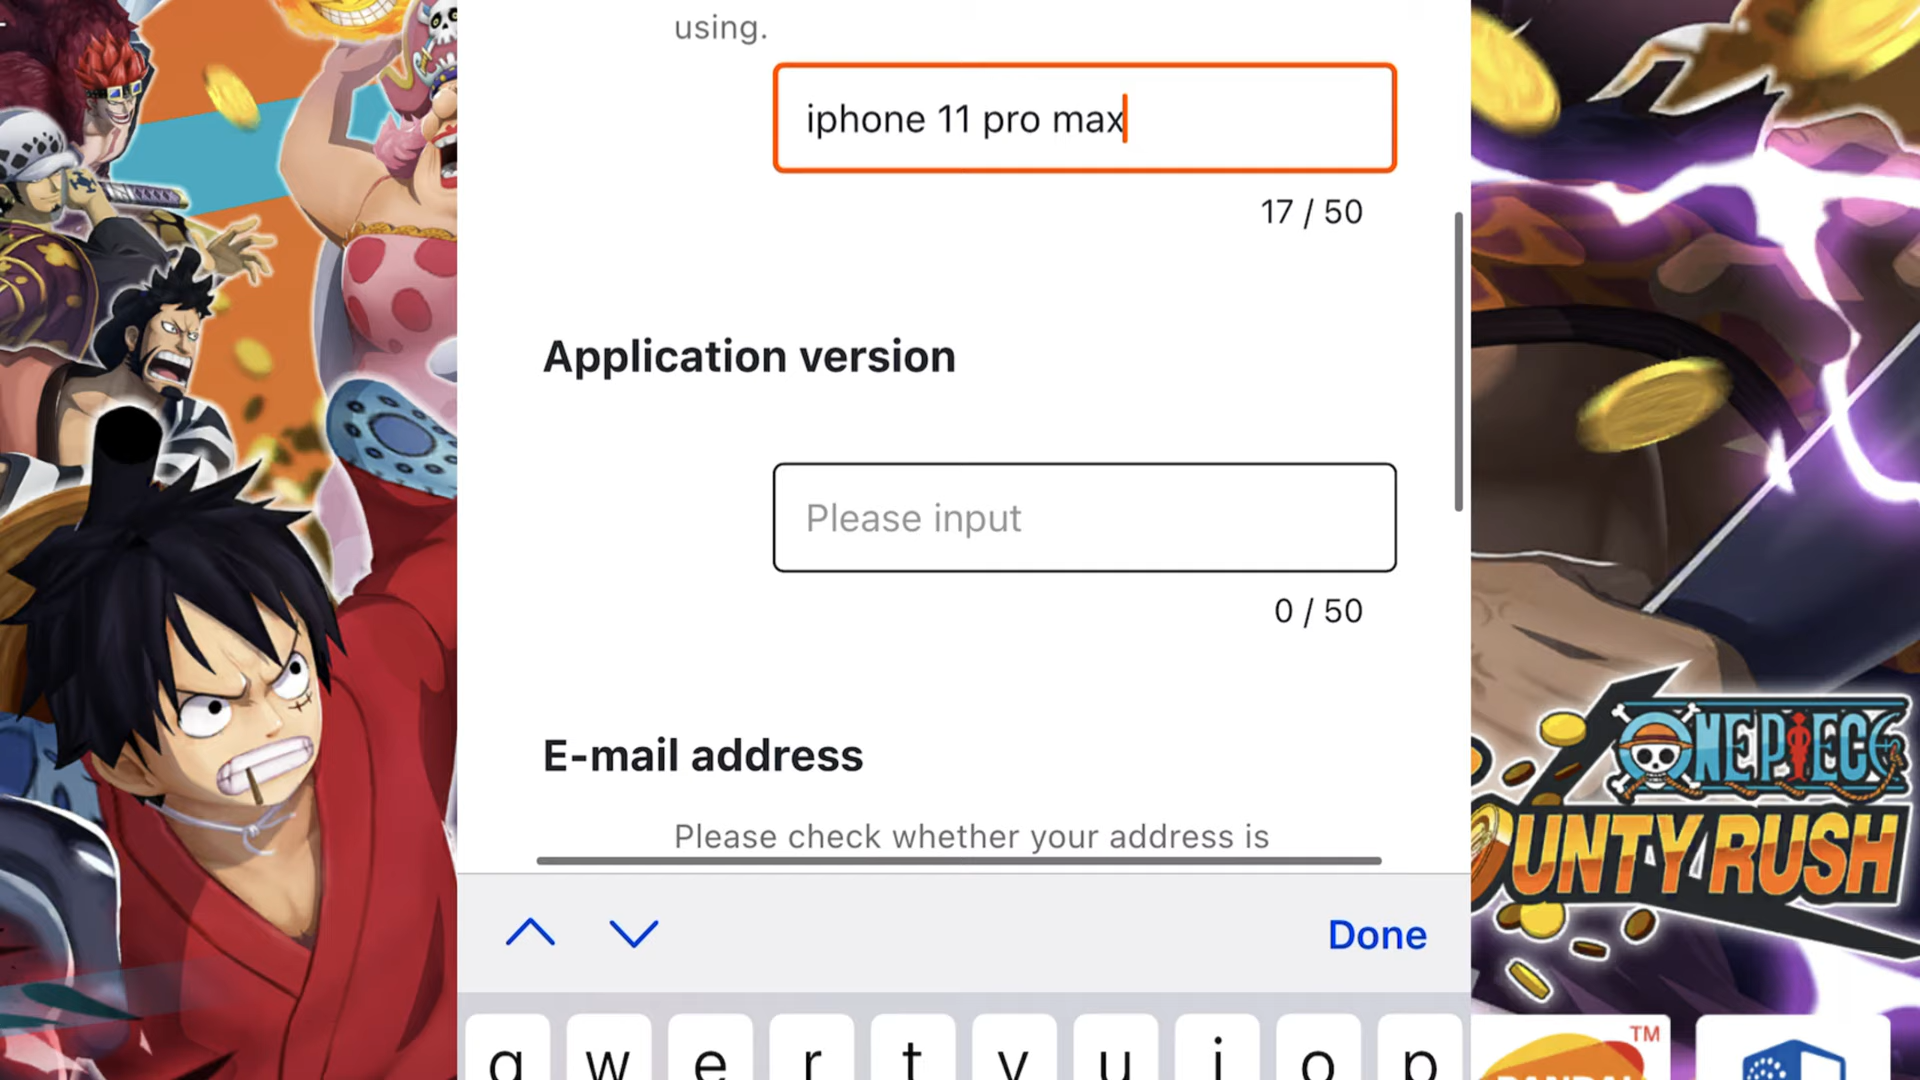 using.
iphone 11 pro max
17 / 50
Application version
Please input
0 / 50
E-mail address
Please check whether your address is
Done
q w e r t y u i o p
ONE PIECE
BOUNTY RUSH
TM
BANDAI